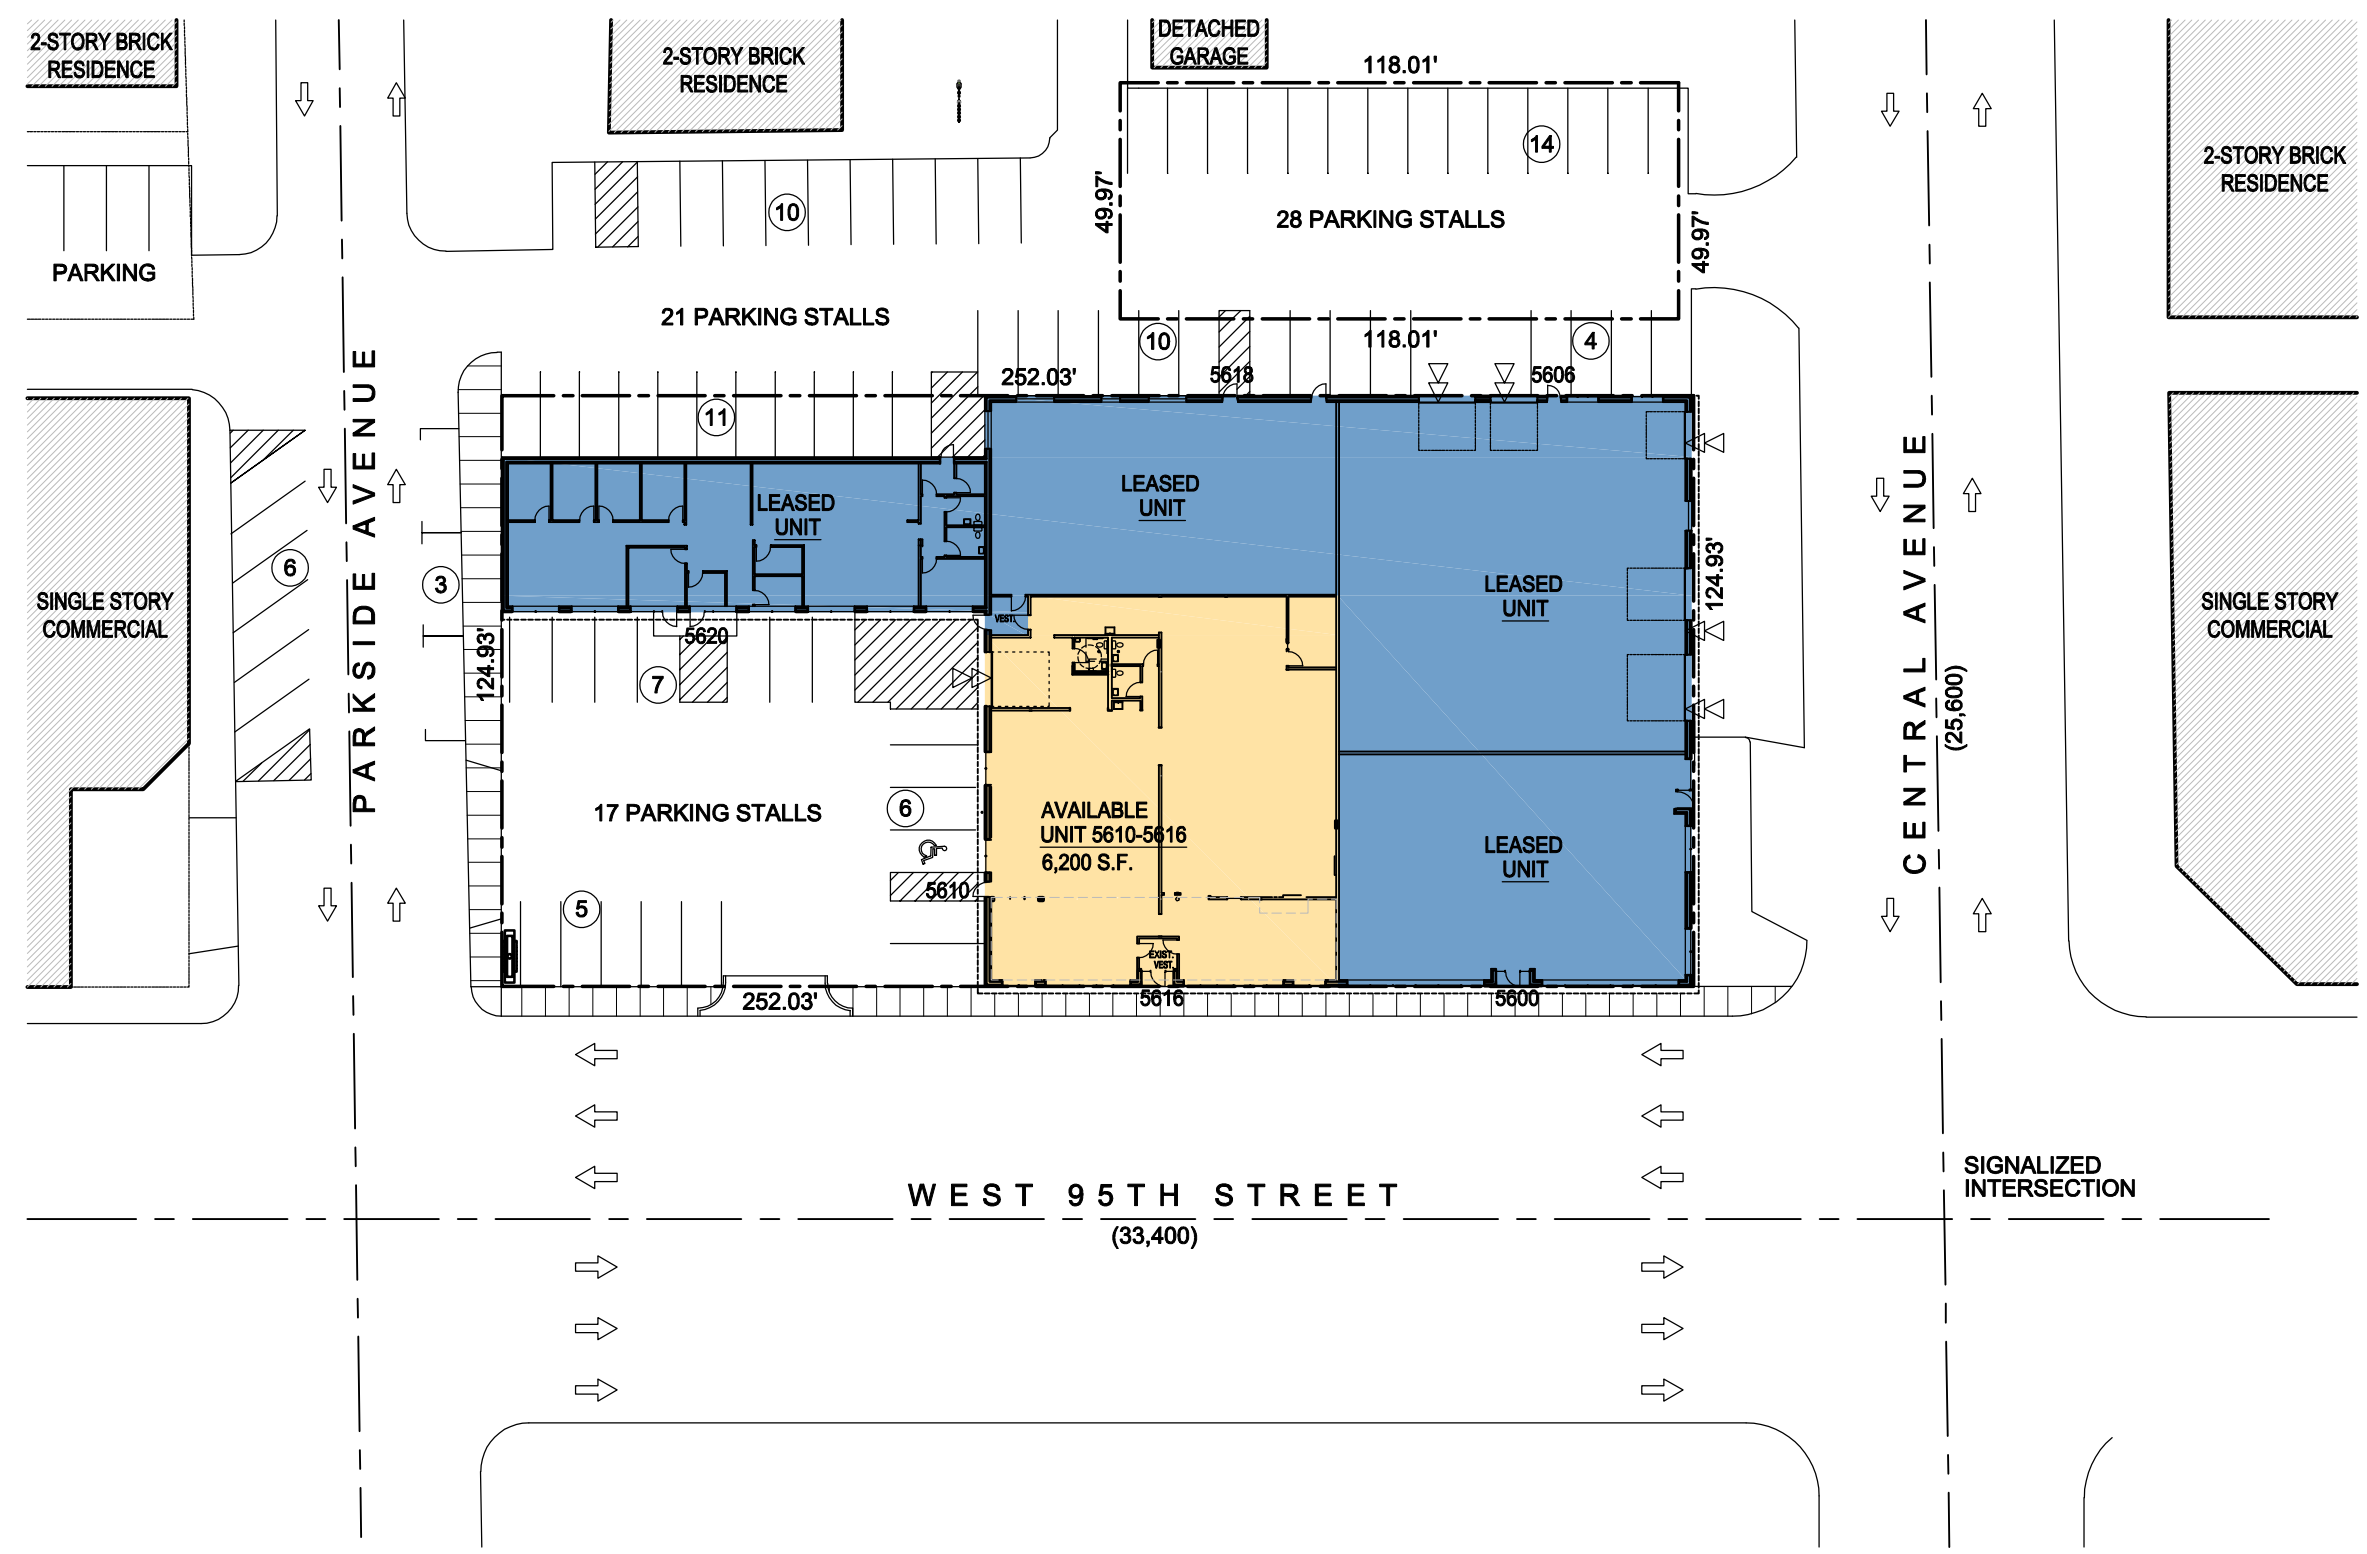 2-STORY BRICK
RESIDENCE
2-STORY BRICK
RESIDENCE
DETACHED
GARAGE
118.01'
14
2-STORY BRICK
RESIDENCE
10
49.97'
28 PARKING STALLS
49.97'
PARKING
21 PARKING STALLS
10
118.01'
4
252.03'
5618
5606
11
PARKSIDE AVENUE
CENTRAL AVENUE
(25,600)
LEASED
UNIT
LEASED
UNIT
6
3
SINGLE STORY
COMMERCIAL
LEASED
UNIT
124.93'
SINGLE STORY
COMMERCIAL
VEST.
5620
124.93'
7
17 PARKING STALLS
6
AVAILABLE
UNIT 5610-5616
6,200 S.F.
LEASED
UNIT
5610
5
EXIST.
VEST.
252.03'
5616
5600
SIGNALIZED
INTERSECTION
WEST 95TH STREET
(33,400)